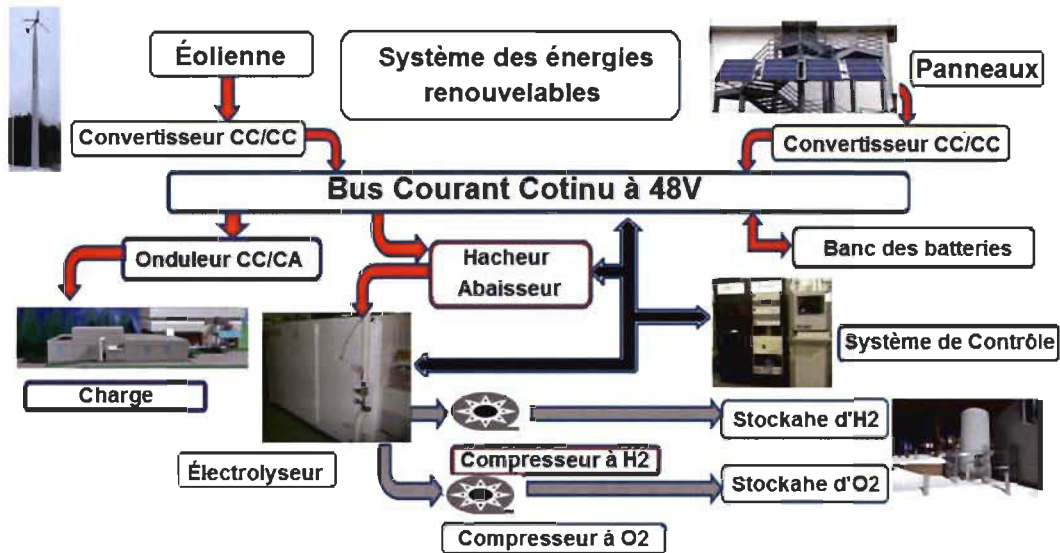 Éolienne
Système des énergies
renouvelables
Panneaux
Convertisseur CC/CC
Convertisseur CC/CC
Bus Courant Cotinu à 48V
Onduleur CC/CA
Hacheur
Abaisseur
Banc des batteries
Système de Contrôle
Charge
Stockahe d'H2
Électrolyseur
Compresseur à H2
Stockahe d'O2
Compresseur à O2